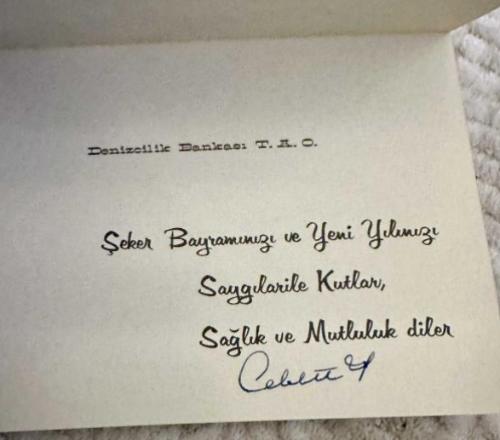 Denizcilik Bankası T. A. O.
Şeker Bayramınızı ve Yeni Yılınızı
Saygılarile Kutlar,
Sağlık ve Mutluluk diler